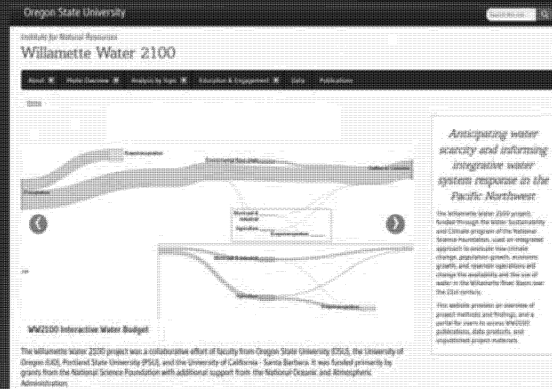 Oregon State University
Search this site
Institute for Natural Resources
Willamette Water 2100
About
Model Overview
Analysis by Topic
Education & Engagement
Data
Publications
Evapotranspiration
Precipitation
Municipal &
Industrial
Agriculture
Evapotranspiration
WW2100 Interactive Water Budget
The Willamette Water 2100 project was a collaborative effort of faculty from Oregon State University (OSU), the University of
Oregon (UO), Portland State University (PSU), and the University of California - Santa Barbara. It was funded primarily by
grants from the National Science Foundation with additional support from the National Oceanic and Atmospheric
Administration.
Anticipating water
scarcity and informing
integrative water
system response in the
Pacific Northwest
The Willamette Water 2100 project,
funded through the Water Sustainability
and Climate program of the National
Science Foundation, used an integrated
approach to evaluate how climate
change, population growth, economic
growth, and reservoir operations will
change the availability and the use of
water in the Willamette River Basin over
the 21st century.
This website provides an overview of
project methods and findings, and a
portal for users to access WW2100
publications, data products, and
unpublished project materials.